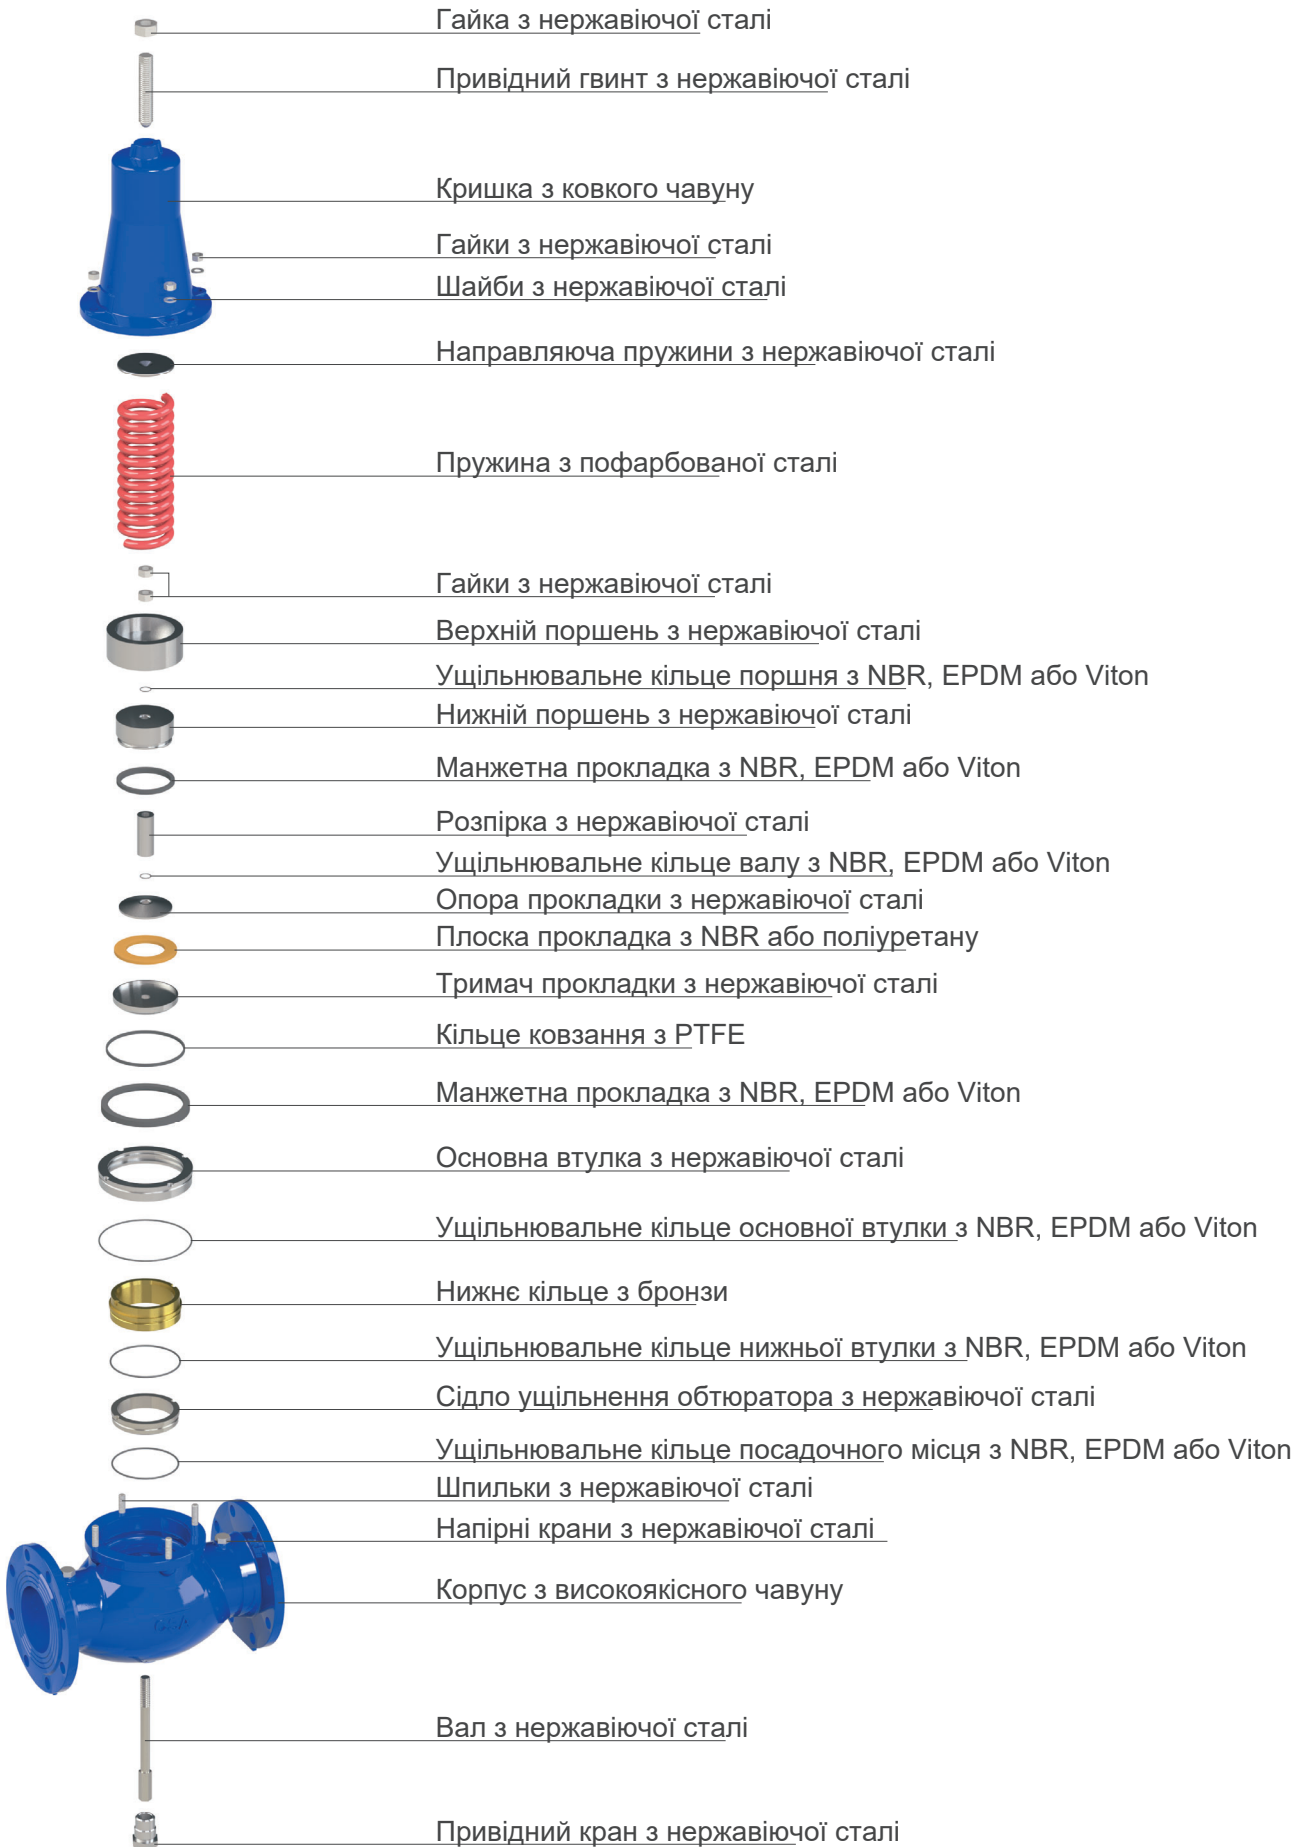 Гайка з нержавіючої сталі
Привідний гвинт з нержавіючої сталі
Кришка з ковкого чавуну
Гайки з нержавіючої сталі
Шайби з нержавіючої сталі
Направляюча пружини з нержавіючої сталі
Пружина з пофарбованої сталі
Гайки з нержавіючої сталі
Верхній поршень з нержавіючої сталі
Ущільнювальне кільце поршня з NBR, EPDM або Viton
Нижній поршень з нержавіючої сталі
Манжетна прокладка з NBR, EPDM або Viton
Розпірка з нержавіючої сталі
Ущільнювальне кільце валу з NBR, EPDM або Viton
Опора прокладки з нержавіючої сталі
Плоска прокладка з NBR або поліуретану
Тримач прокладки з нержавіючої сталі
Кільце ковзання з PTFE
Манжетна прокладка з NBR, EPDM або Viton
Основна втулка з нержавіючої сталі
Ущільнювальне кільце основної втулки з NBR, EPDM або Viton
Нижнє кільце з бронзи
Ущільнювальне кільце нижньої втулки з NBR, EPDM або Viton
Сідло ущільнення обтюратора з нержавіючої сталі
Ущільнювальне кільце посадочного місця з NBR, EPDM або Viton
Шпильки з нержавіючої сталі
Напірні крани з нержавіючої сталі
Корпус з високоякісного чавуну
Вал з нержавіючої сталі
Привідний кран з нержавіючої сталі